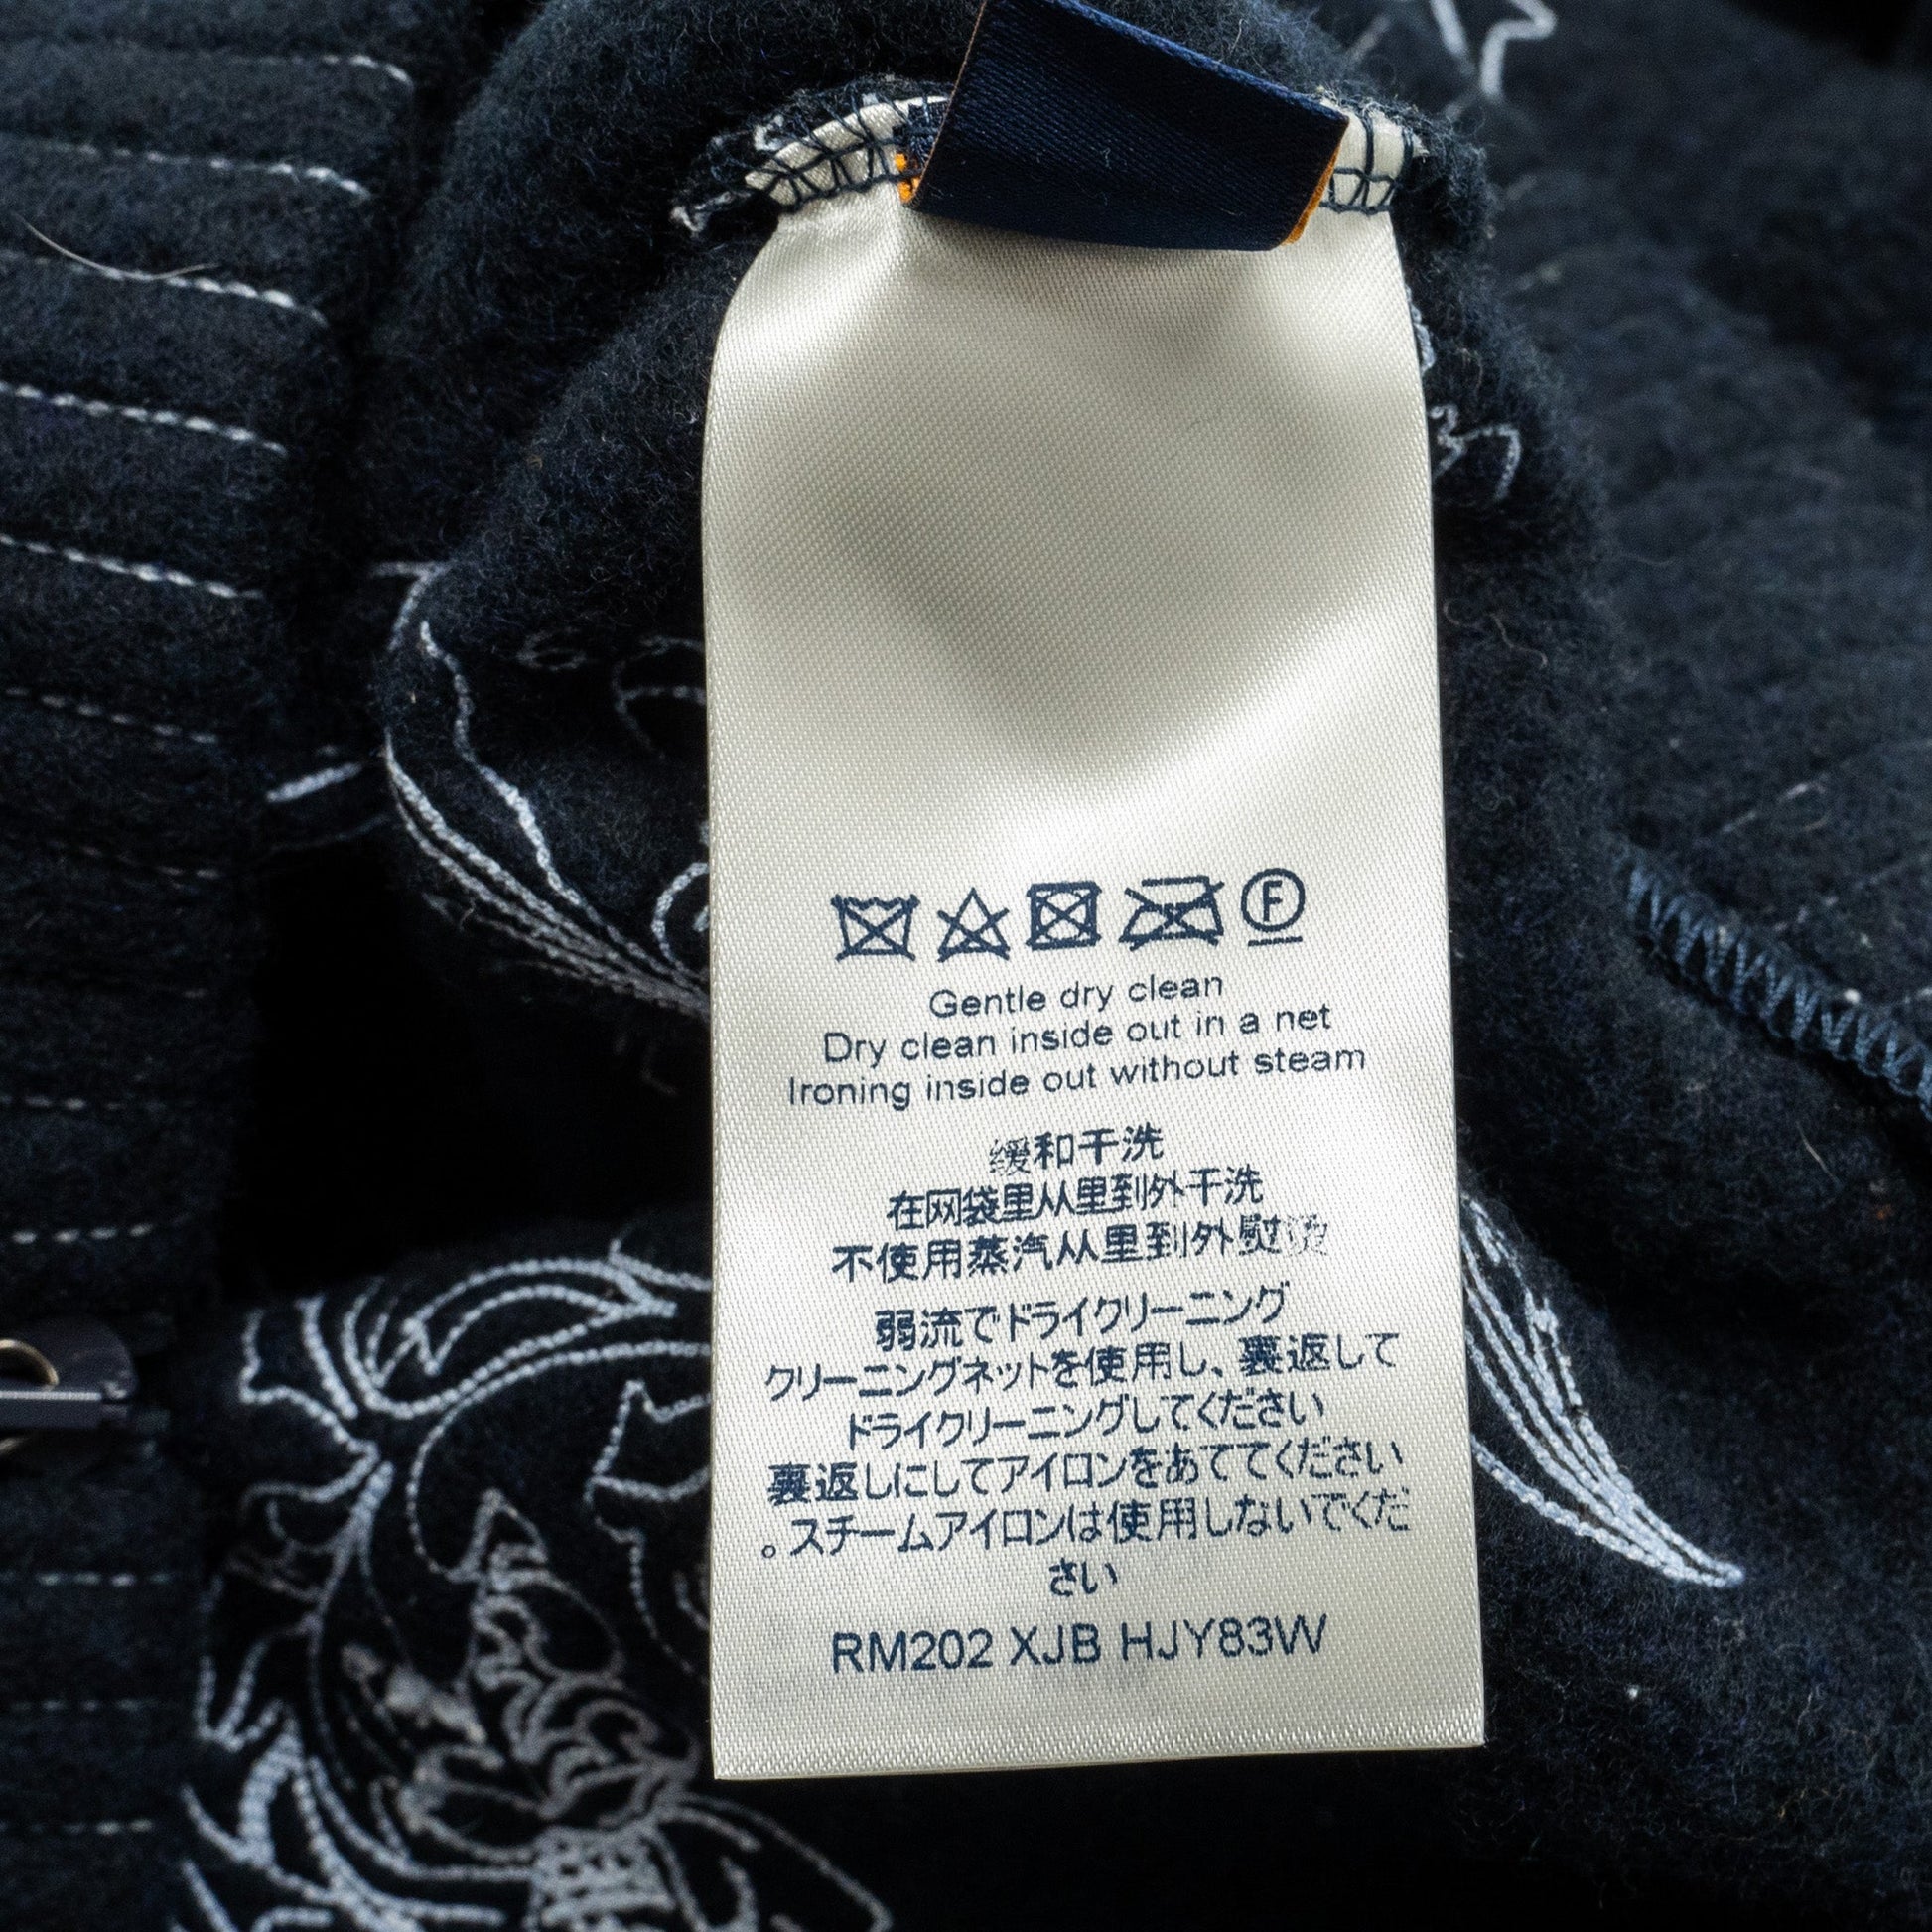 F
Gentle dry clean
Dry clean inside out in a net
Ironing inside out without steam
缓和干洗
在网袋里从里到外干洗
不使用蒸汽从里到外熨烫
弱流でドライクリーニング
クリーニングネットを使用し、裏返して
ドライクリーニングしてください
裏返しにしてアイロンをあててください
。スチームアイロンは使用しないでくだ
さい
RM202 XJB HJY83W